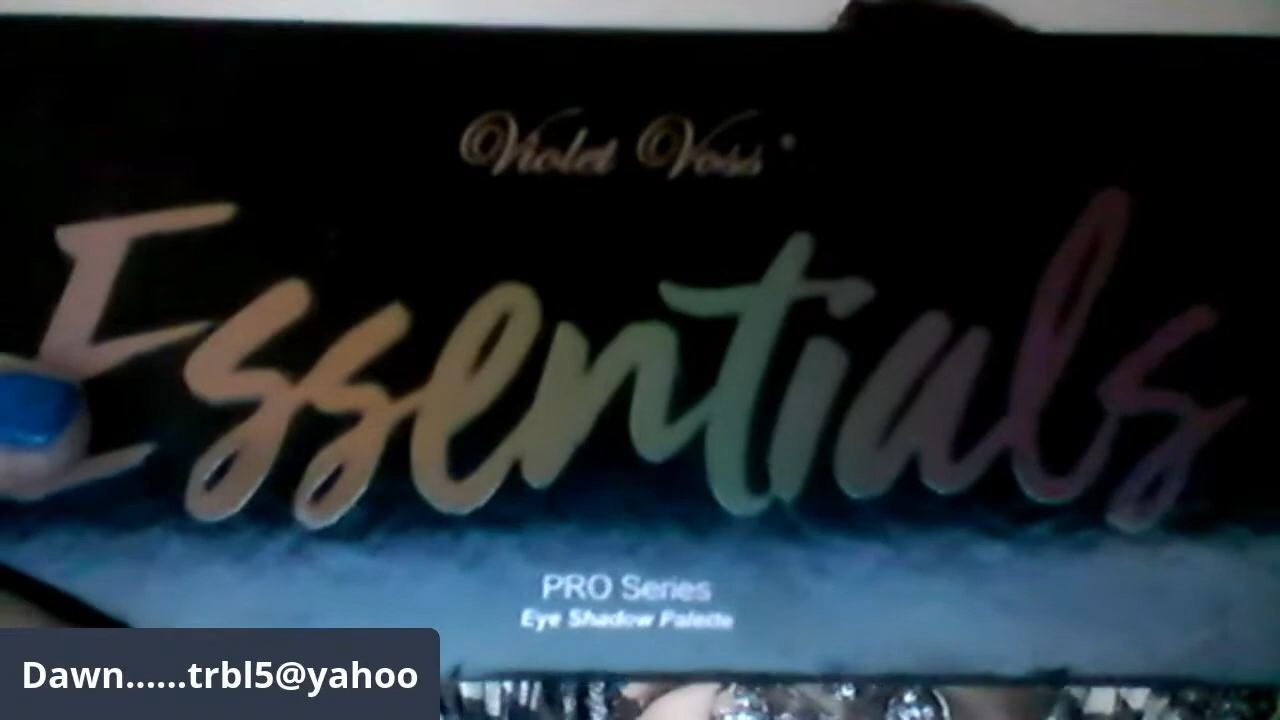 Violet Voss®
Essentials
PRO Series
Eye Shadow Palette
Dawn......trbl5@yahoo